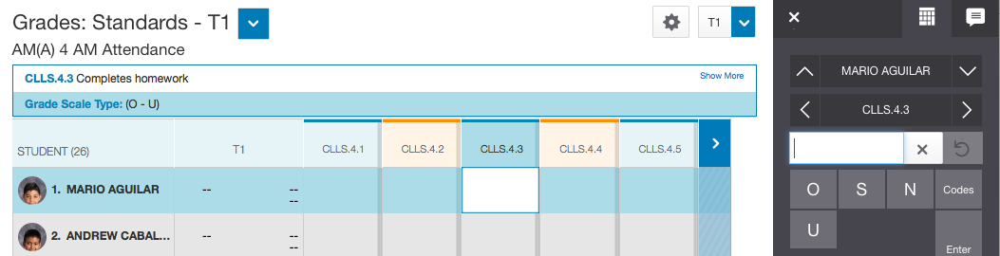 Grades: Standards - T1
T1
AM(A) 4 AM Attendance
CLLS.4.3 Completes homework
Show More
Grade Scale Type: (O - U)
STUDENT (26) T1 CLLS.4.1 CLLS.4.2 CLLS.4.3 CLLS.4.4 CLLS.4.5
1. MARIO AGUILAR -- --
--
2. ANDREW CABAL... -- --
--
MARIO AGUILAR
CLLS.4.3
O S N Codes
U
Enter